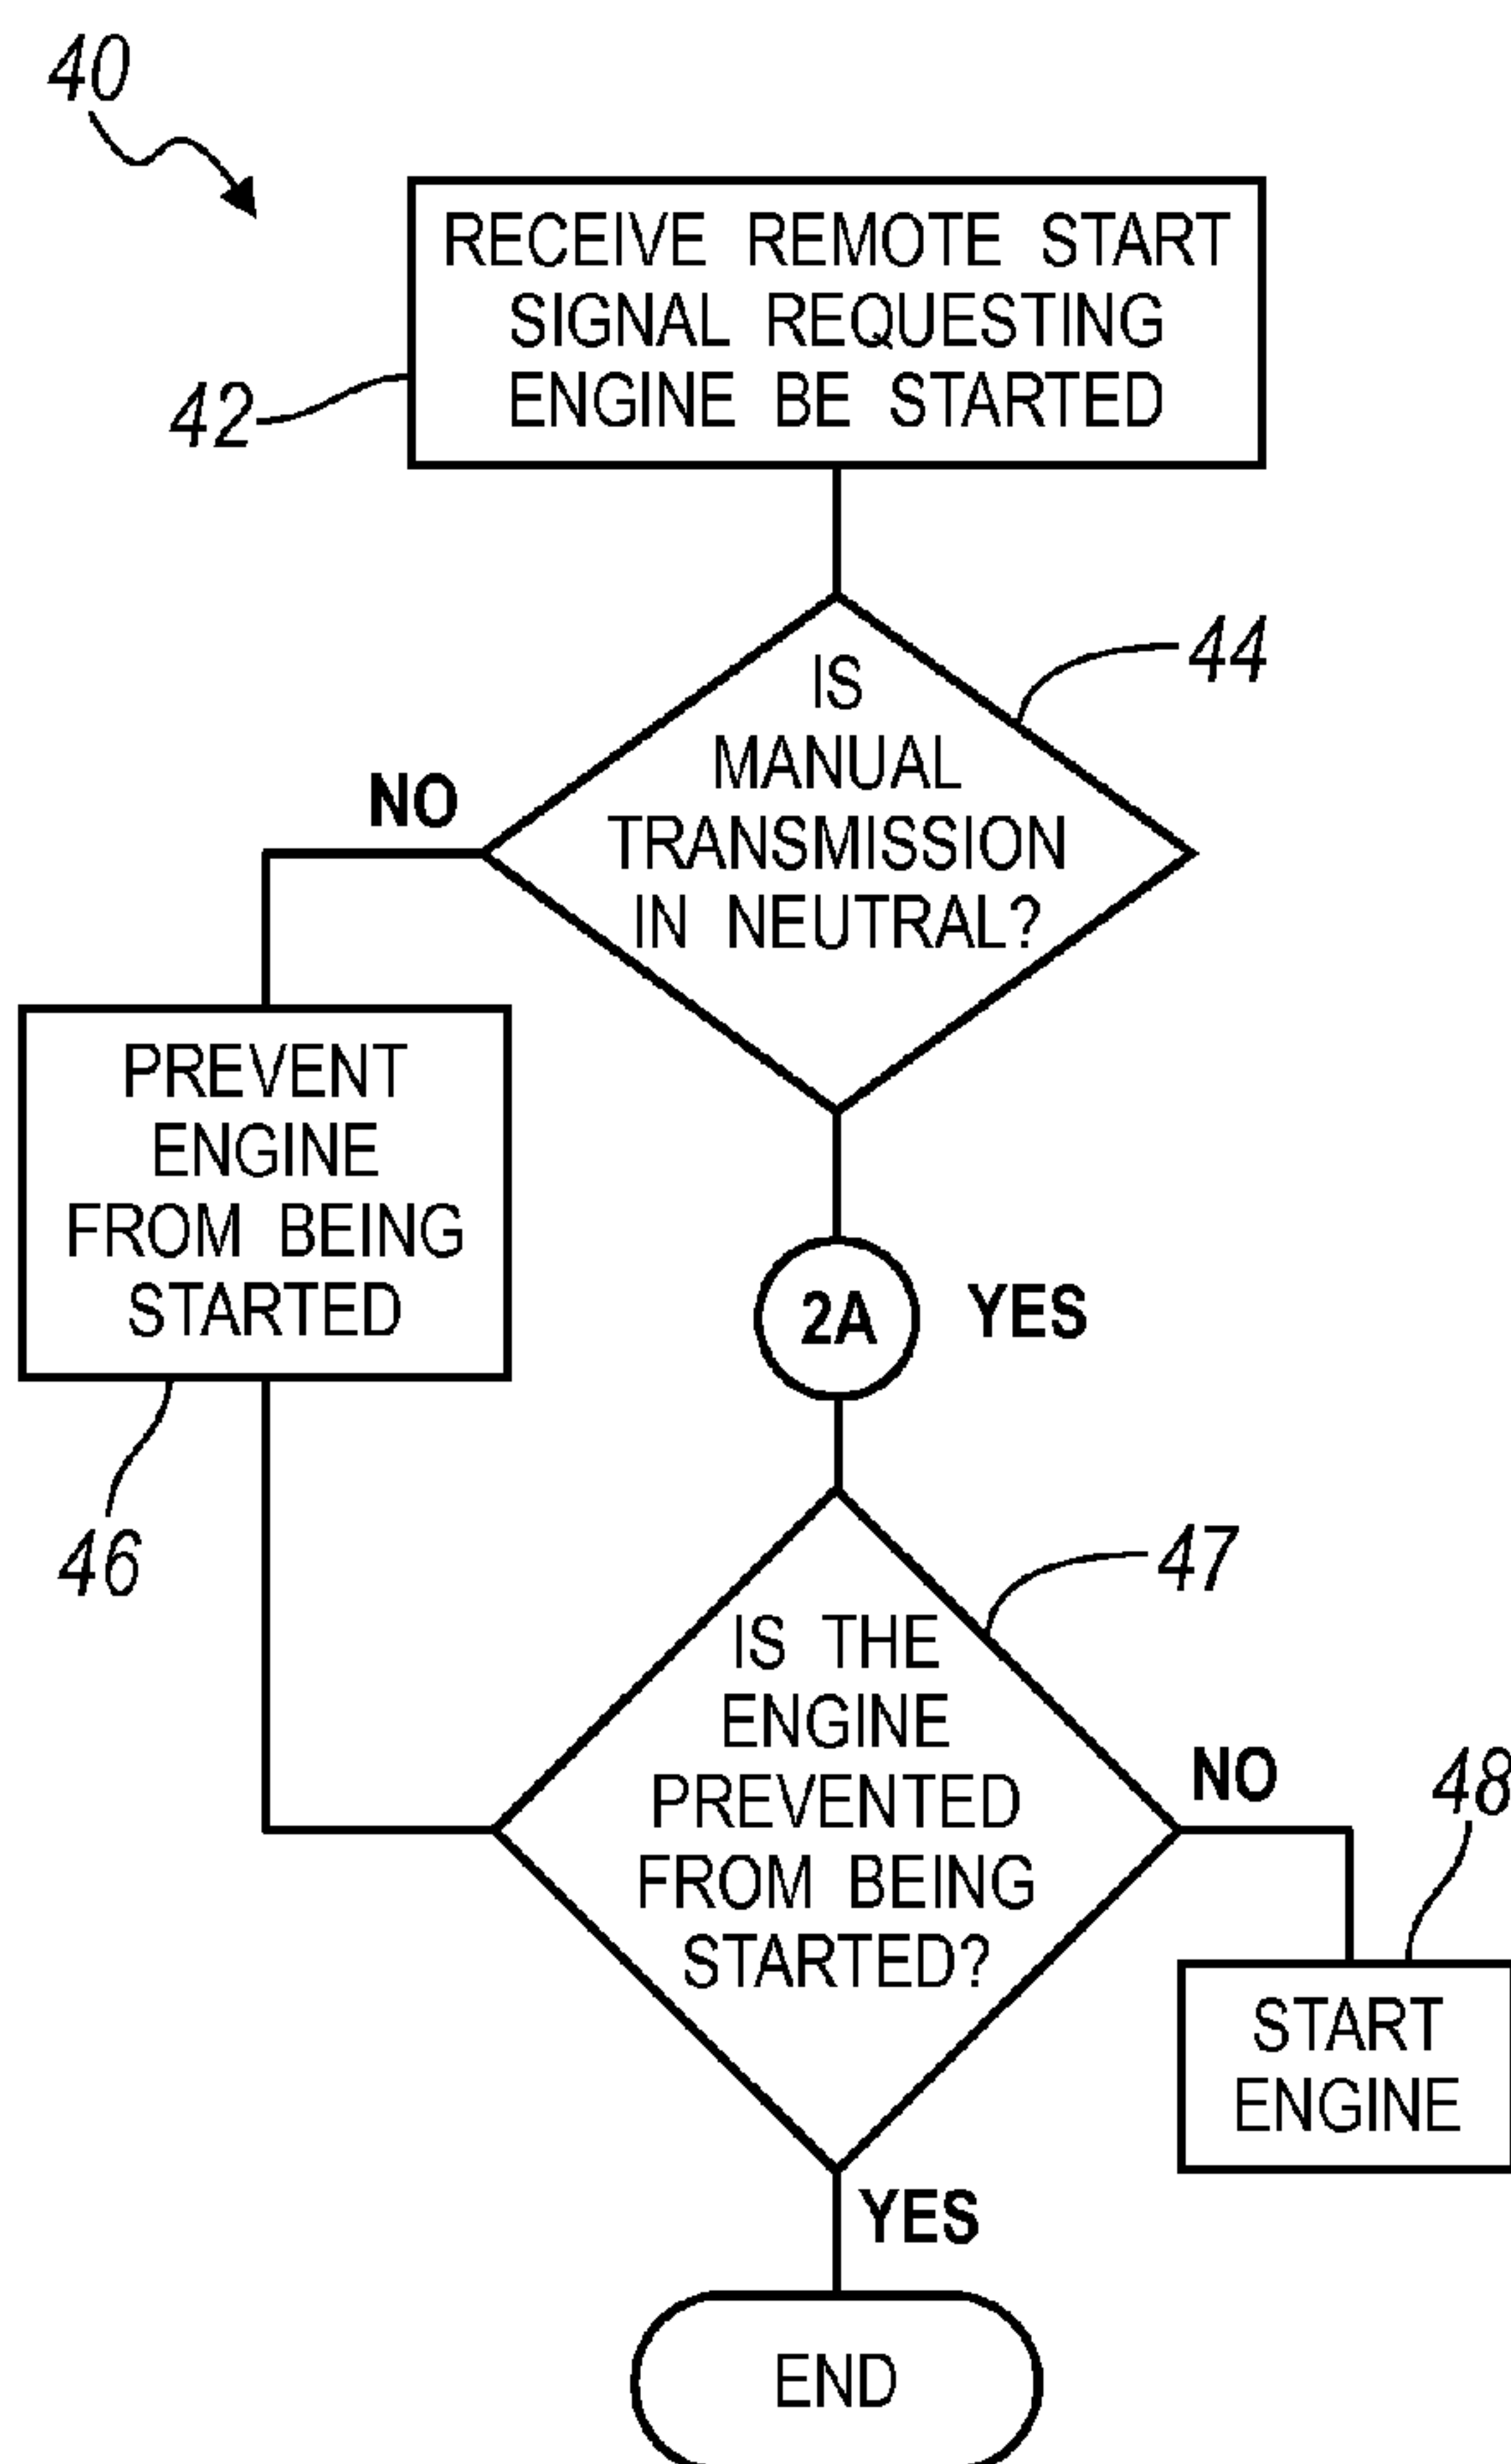 40
RECEIVE REMOTE START
SIGNAL REQUESTING
ENGINE BE STARTED
42
IS
MANUAL
TRANSMISSION
IN NEUTRAL?
44
NO
PREVENT
ENGINE
FROM BEING
STARTED
46
2A
YES
IS THE
ENGINE
PREVENTED
FROM BEING
STARTED?
47
NO
48
START
ENGINE
YES
END